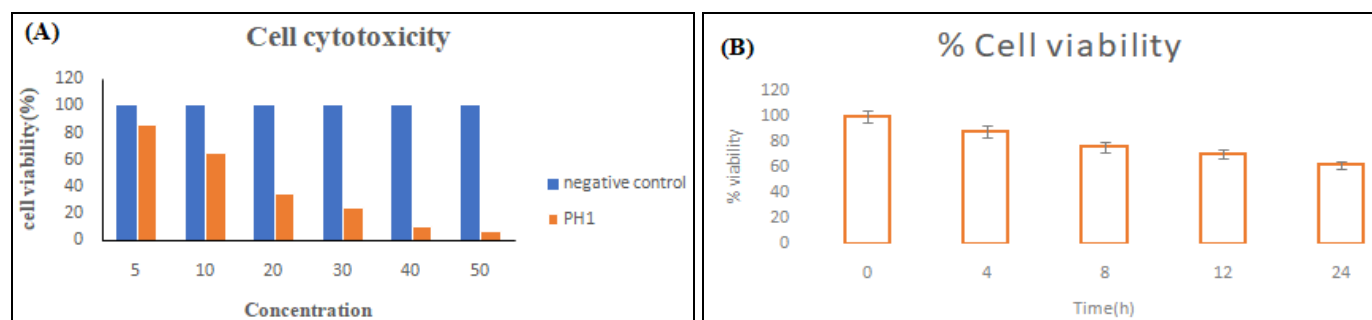 (A)
Cell cytotoxicity
cell viability(%)
120
100
80
60
40
20
0
5 10 20 30 40 50
Concentration
negative control
PH1
(B)
% Cell viability
% viability
120
100
80
60
40
20
0
0 4 8 12 24
Time(h)